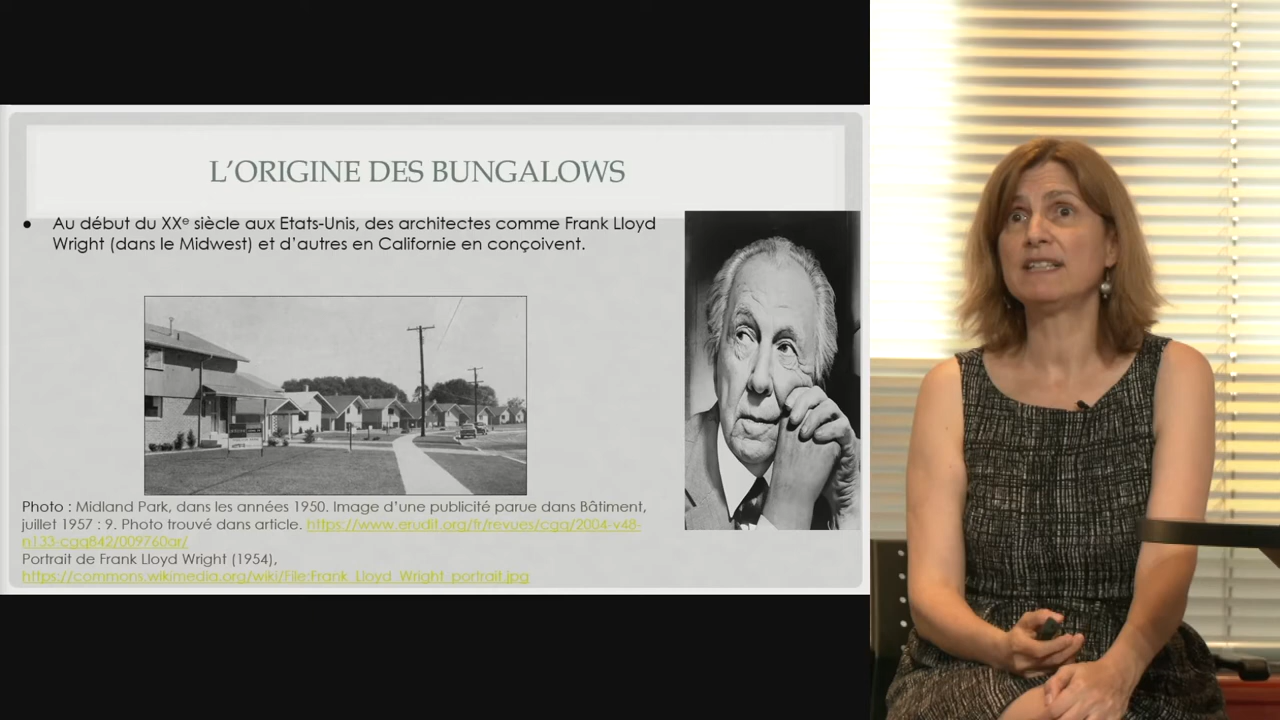 L'ORIGINE DES BUNGALOWS
● Au début du XXᵉ siècle aux Etats-Unis, des architectes comme Frank Lloyd
Wright (dans le Midwest) et d'autres en Californie en conçoivent.
Photo : Midland Park, dans les années 1950. Image d'une publicité parue dans Bâtiment,
juillet 1957 : 9. Photo trouvé dans article. https://www.erudit.org/fr/revues/cgq/2004-v48-
n133-cgq842/009760ar/
Portrait de Frank Lloyd Wright (1954),
https://commons.wikimedia.org/wiki/File:Frank_Lloyd_Wright_portrait.jpg